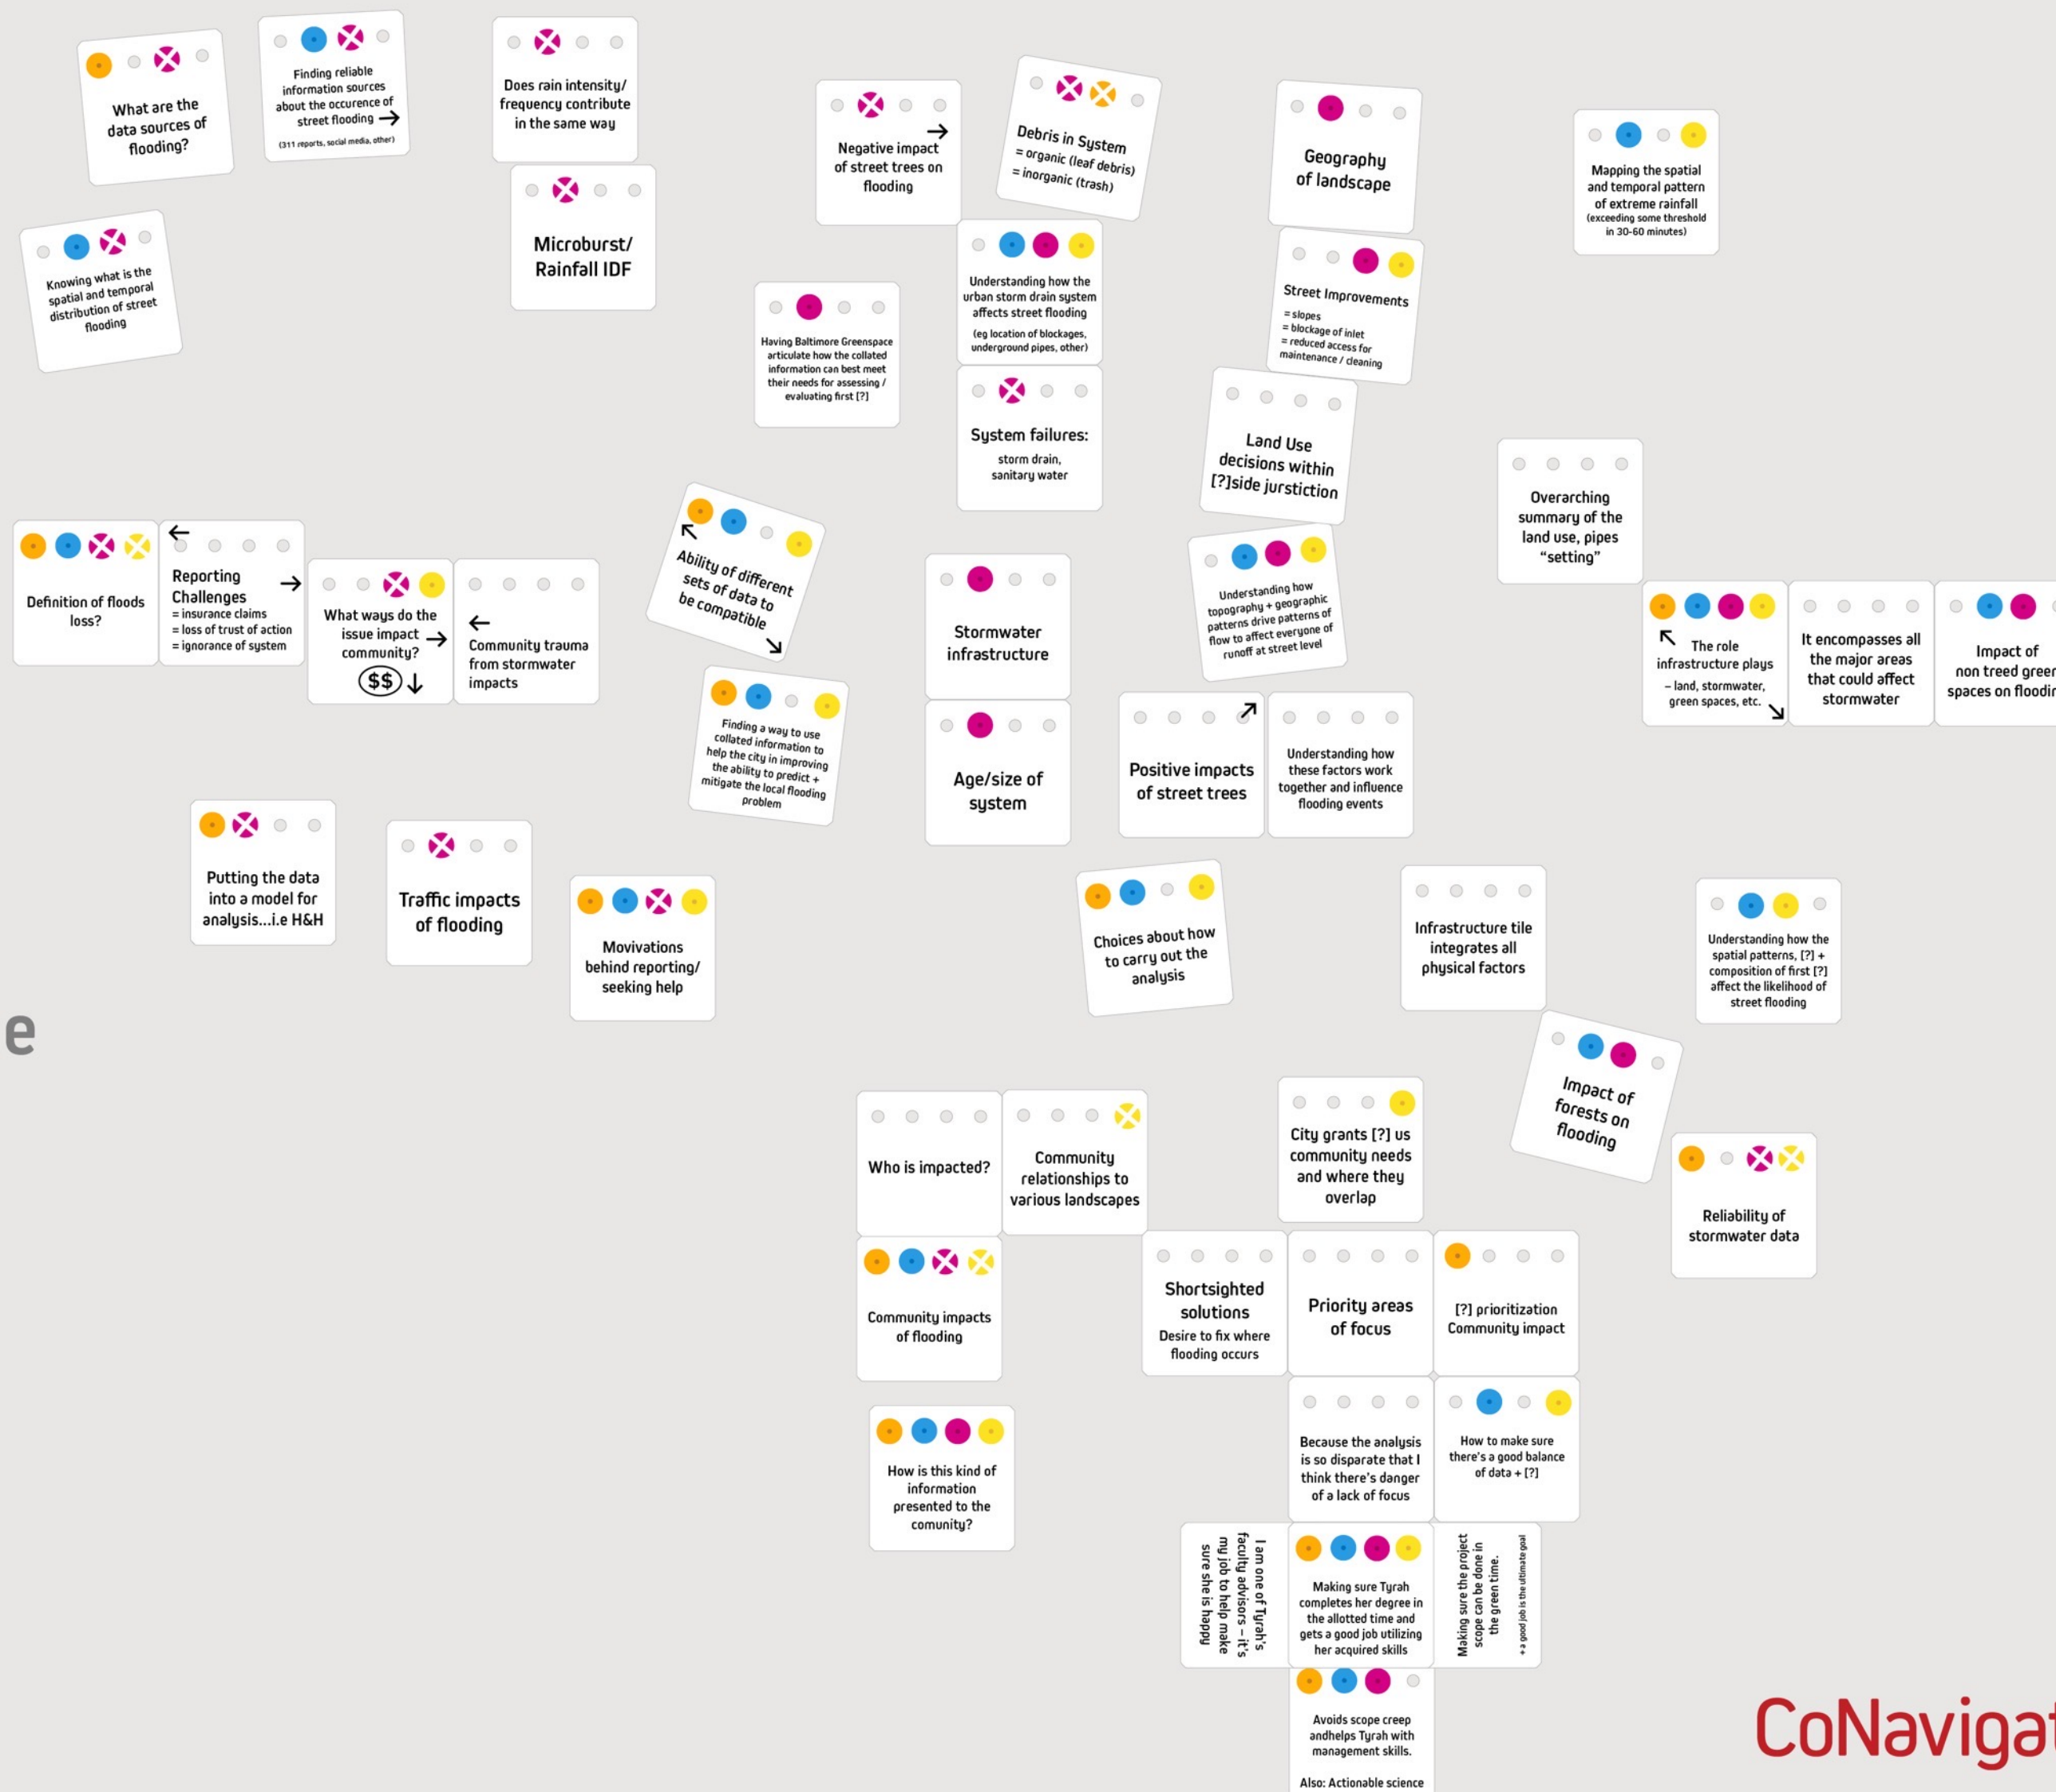 What are the
data sources of
flooding?
Finding reliable
information sources
about the occurence of
street flooding →
(311 reports, social media, other)
Does rain intensity/
frequency contribute
in the same way
Microburst/
Rainfall IDF
Knowing what is the
spatial and temporal
distribution of street
flooding
→
Negative impact
of street trees on
flooding
Debris in System
= organic (leaf debris)
= inorganic (trash)
Geography
of landscape
Mapping the spatial
and temporal pattern
of extreme rainfall
(exceeding some threshold
in 30-60 minutes)
Having Baltimore Greenspace
articulate how the collated
information can best meet
their needs for assessing /
evaluating first [?]
Understanding how the
urban storm drain system
affects street flooding
(eg location of blockages,
underground pipes, other)
Street Improvements
= slopes
= blockage of inlet
= reduced access for
maintenance / cleaning
System failures:
storm drain,
sanitary water
Land Use
decisions within
[?]side jurstiction
Overarching
summary of the
land use, pipes
“setting”
Definition of floods
loss?
←
Reporting →
Challenges
= insurance claims
= loss of trust of action
= ignorance of system
What ways do the
issue impact →
community?
$$ ↓
←
Community trauma
from stormwater
impacts
↖
Ability of different
sets of data to
be compatible
↘
Finding a way to use
collated information to
help the city in improving
the ability to predict +
mitigate the local flooding
problem
Stormwater
infrastructure
Age/size of
system
Understanding how
topography + geographic
patterns drive patterns of
flow to affect everyone of
runoff at street level
↗
Positive impacts
of street trees
Understanding how
these factors work
together and influence
flooding events
↖ The role
infrastructure plays
– land, stormwater,
green spaces, etc. ↘
It encompasses all
the major areas
that could affect
stormwater
Impact of
non treed green
spaces on floodin
Putting the data
into a model for
analysis...i.e H&H
Traffic impacts
of flooding
Movivations
behind reporting/
seeking help
Choices about how
to carry out the
analysis
Infrastructure tile
integrates all
physical factors
Understanding how the
spatial patterns, [?] +
composition of first [?]
affect the likelihood of
street flooding
e
Impact of
forests on
flooding
Who is impacted?
Community
relationships to
various landscapes
City grants [?] us
community needs
and where they
overlap
Reliability of
stormwater data
Community impacts
of flooding
Shortsighted
solutions
Desire to fix where
flooding occurs
Priority areas
of focus
[?] prioritization
Community impact
How is this kind of
information
presented to the
comunity?
Because the analysis
is so disparate that I
think there's danger
of a lack of focus
How to make sure
there's a good balance
of data + [?]
I am one of Tyrah's
faculty advisors – it's
my job to help make
sure she is happy
Making sure Tyrah
completes her degree in
the allotted time and
gets a good job utilizing
her acquired skills
Making sure the project
scope can be done in
the green time.
+ a good job is the ultimate goal
Avoids scope creep
andhelps Tyrah with
management skills.
Also: Actionable science
CoNavigat